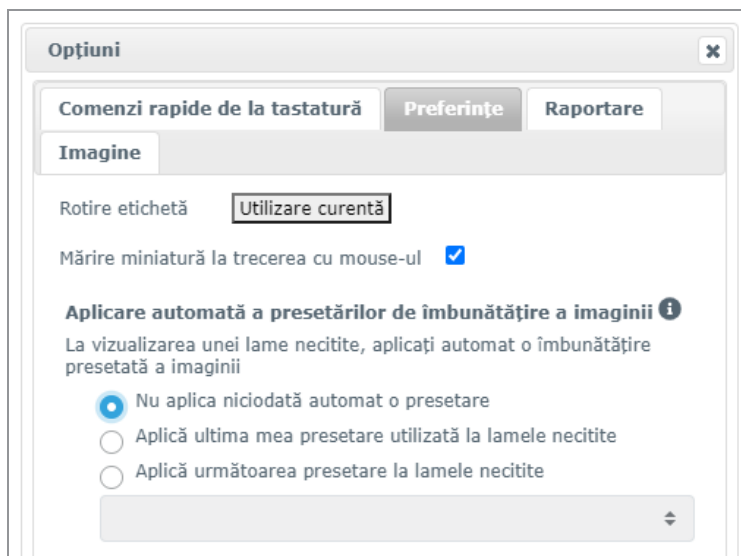 Opțiuni
Comenzi rapide de la tastatură Preferințe Raportare
Imagine
Rotire etichetă Utilizare curentă
Mărire miniatură la trecerea cu mouse-ul
Aplicare automată a presetărilor de îmbunătățire a imaginii
La vizualizarea unei lame necitite, aplicați automat o îmbunătățire
presetată a imaginii
Nu aplica niciodată automat o presetare
Aplică ultima mea presetare utilizată la lamele necitite
Aplică următoarea presetare la lamele necitite